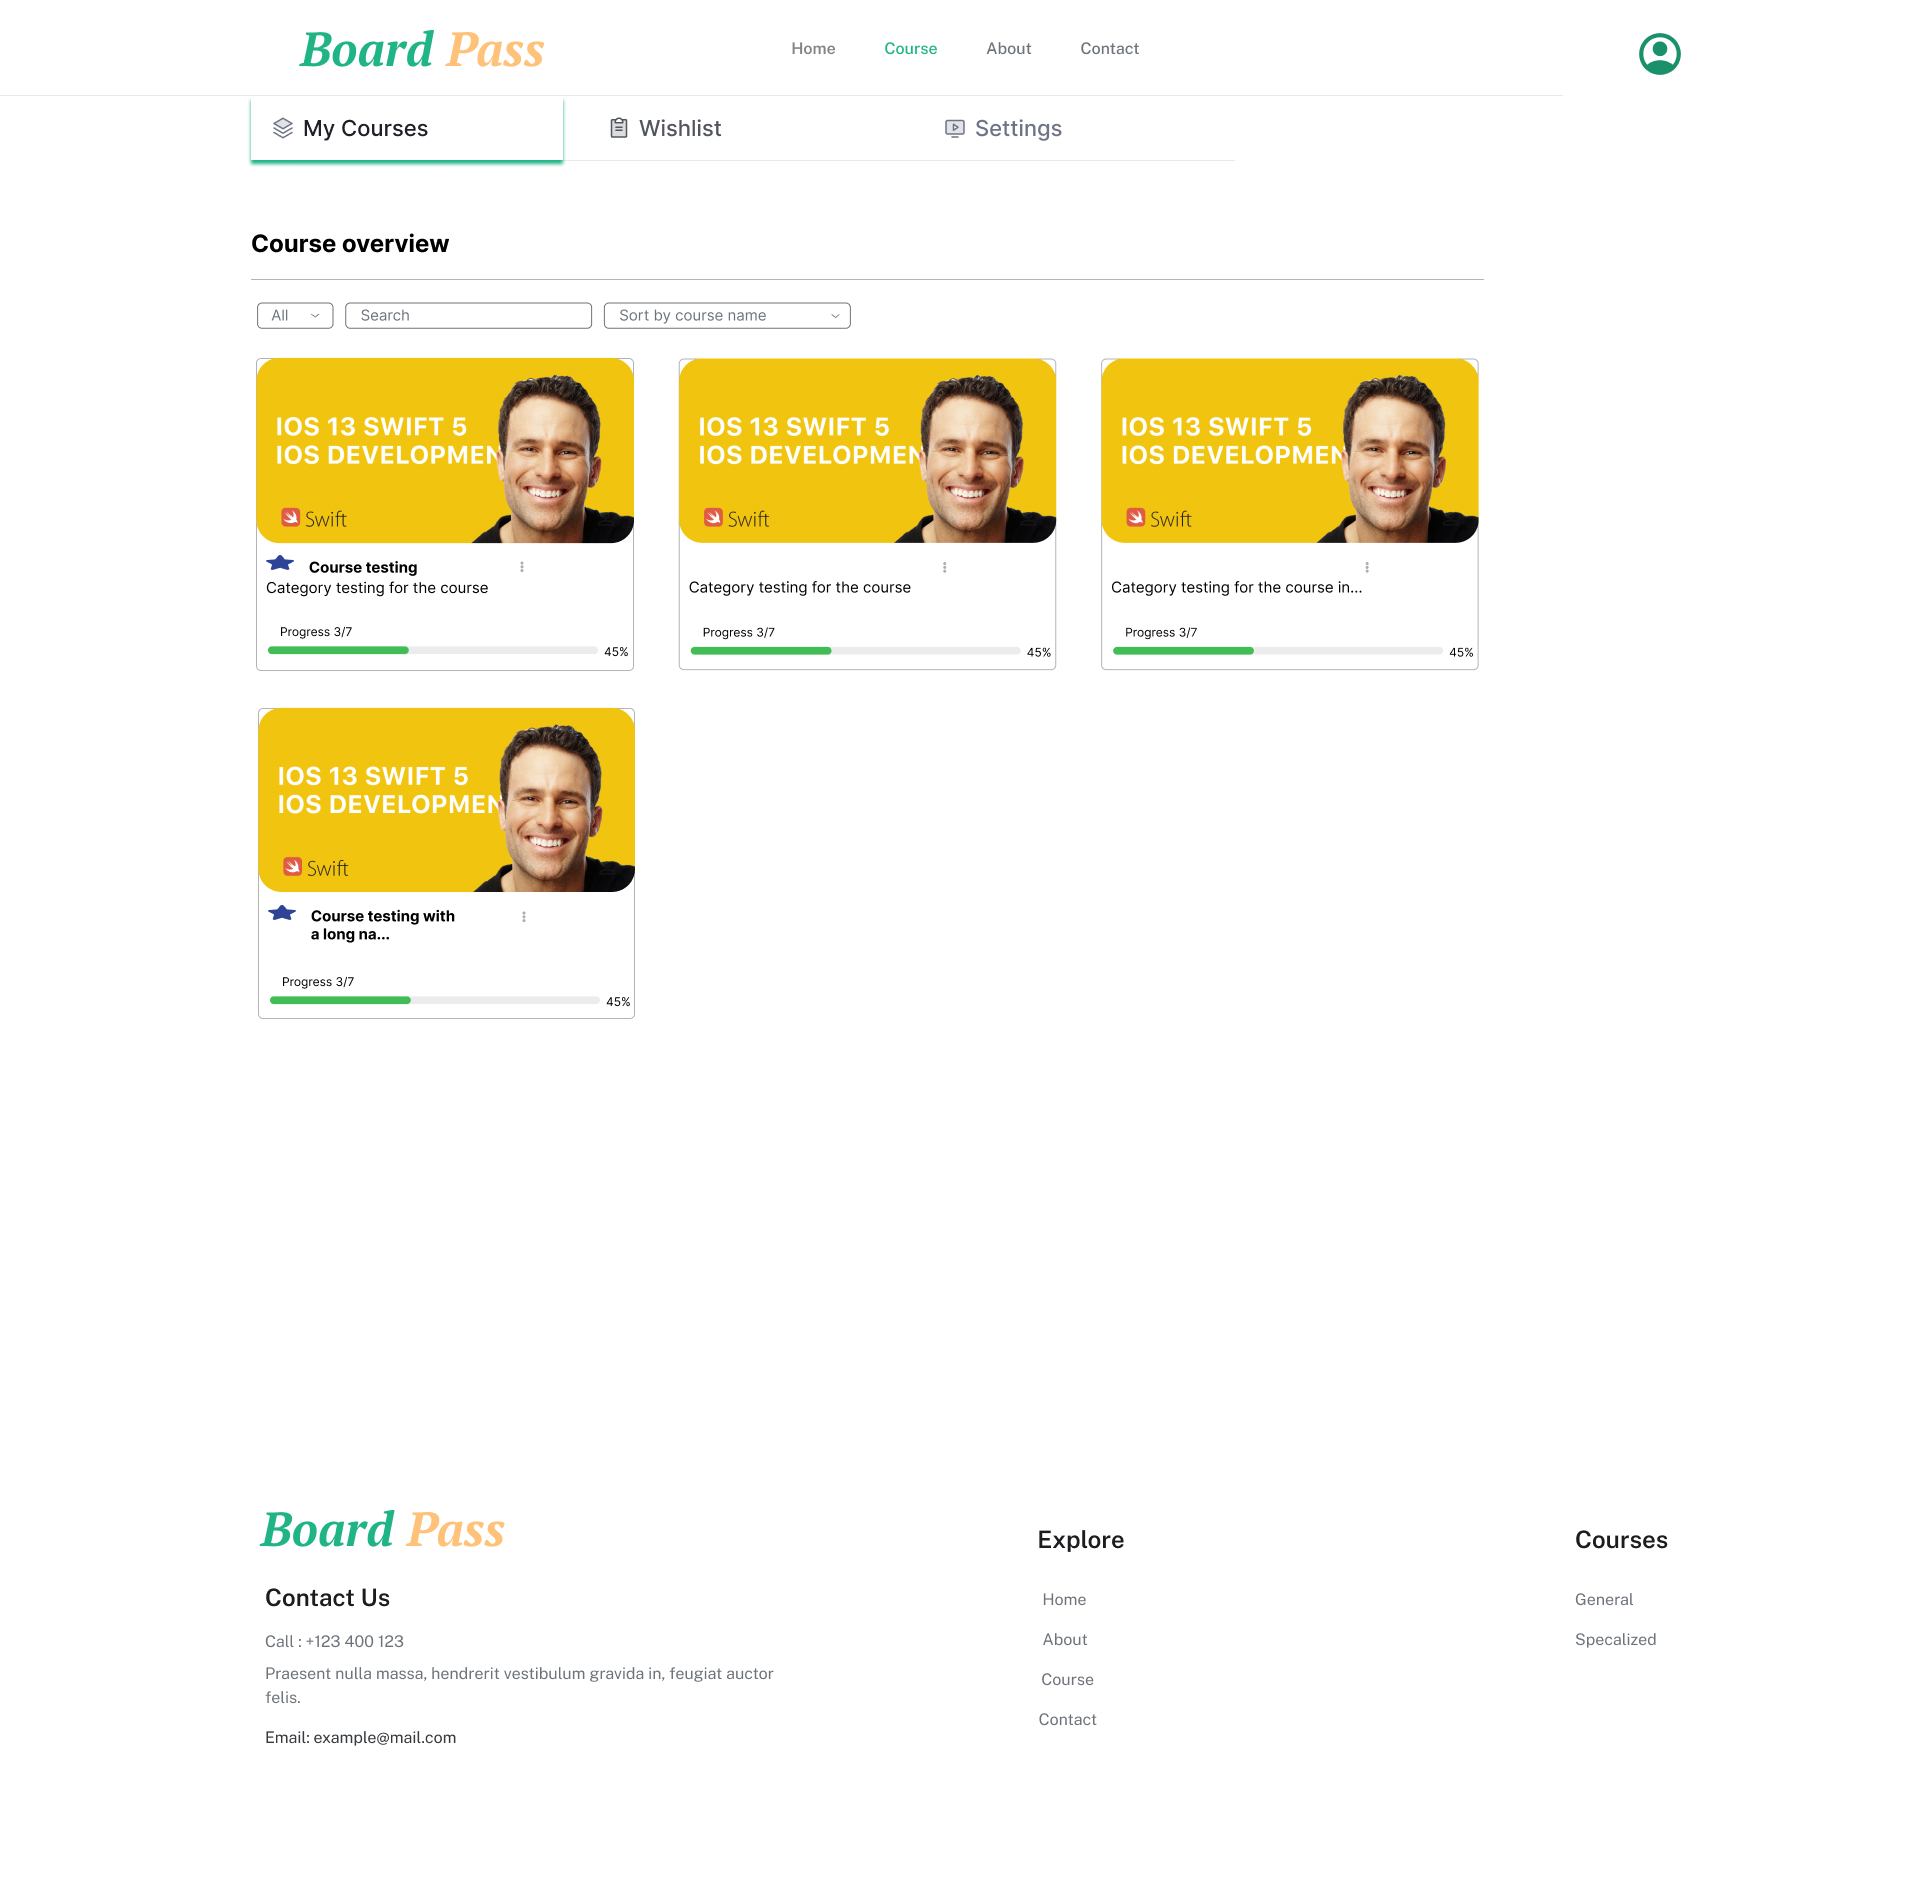 Board Pass
Home
Course
About
Contact
My Courses
Wishlist
Settings
Course overview
All
Search
Sort by course name
IOS 13 SWIFT 5
IOS DEVELOPMEN
Swift
Course testing
Category testing for the course
Progress 3/7
45%
IOS 13 SWIFT 5
IOS DEVELOPMEN
Swift
Category testing for the course
Progress 3/7
45%
IOS 13 SWIFT 5
IOS DEVELOPMEN
Swift
Category testing for the course in...
Progress 3/7
45%
IOS 13 SWIFT 5
IOS DEVELOPMEN
Swift
Course testing with
a long na...
Progress 3/7
45%
Board Pass
Contact Us
Call : +123 400 123
Praesent nulla massa, hendrerit vestibulum gravida in, feugiat auctor
felis.
Email: example@mail.com
Explore
Home
About
Course
Contact
Courses
General
Specalized